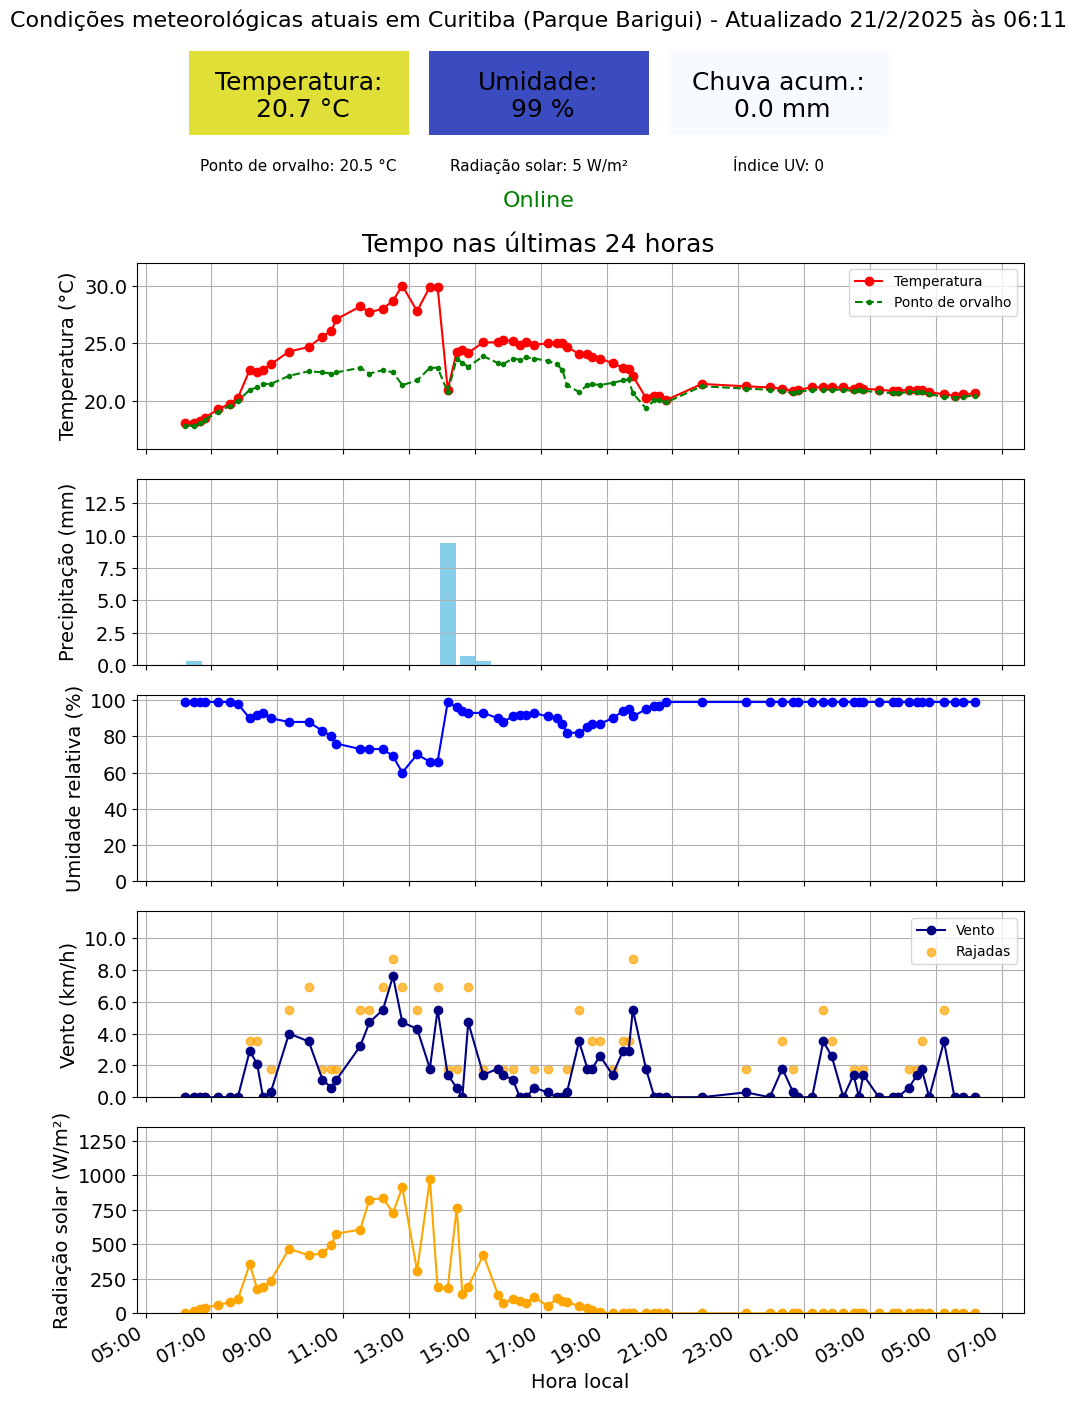 Condições meteorológicas atuais em Curitiba (Parque Barigui) - Atualizado 21/2/2025 às 06:11
Temperatura:
20.7 °C
Umidade:
99 %
Chuva acum.:
0.0 mm
Ponto de orvalho: 20.5 °C
Radiação solar: 5 W/m²
Índice UV: 0
Online
Tempo nas últimas 24 horas
Temperatura (°C)
30.0
25.0
20.0
Temperatura
Ponto de orvalho
Precipitação (mm)
12.5
10.0
7.5
5.0
2.5
0.0
Umidade relativa (%)
100
80
60
40
20
0
Vento (km/h)
10.0
8.0
6.0
4.0
2.0
0.0
Vento
Rajadas
Radiação solar (W/m²)
1250
1000
750
500
250
0
05:00 07:00 09:00 11:00 13:00 15:00 17:00 19:00 21:00 23:00 01:00 03:00 05:00 07:00
Hora local